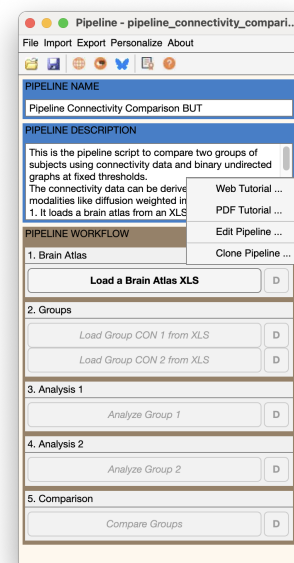 Pipeline - pipeline_connectivity_compari...
File Import Export Personalize About
PIPELINE NAME
Pipeline Connectivity Comparison BUT
PIPELINE DESCRIPTION
This is the pipeline script to compare two groups of
subjects using connectivity data and binary undirected
graphs at fixed thresholds.
The connectivity data can be derive
modalities like diffusion weighted im
1. It loads a brain atlas from an XLS
Web Tutorial ...
PDF Tutorial ...
Edit Pipeline ...
Clone Pipeline ...
PIPELINE WORKFLOW
1. Brain Atlas
Load a Brain Atlas XLS D
2. Groups
Load Group CON 1 from XLS D
Load Group CON 2 from XLS D
3. Analysis 1
Analyze Group 1 D
4. Analysis 2
Analyze Group 2 D
5. Comparison
Compare Groups D